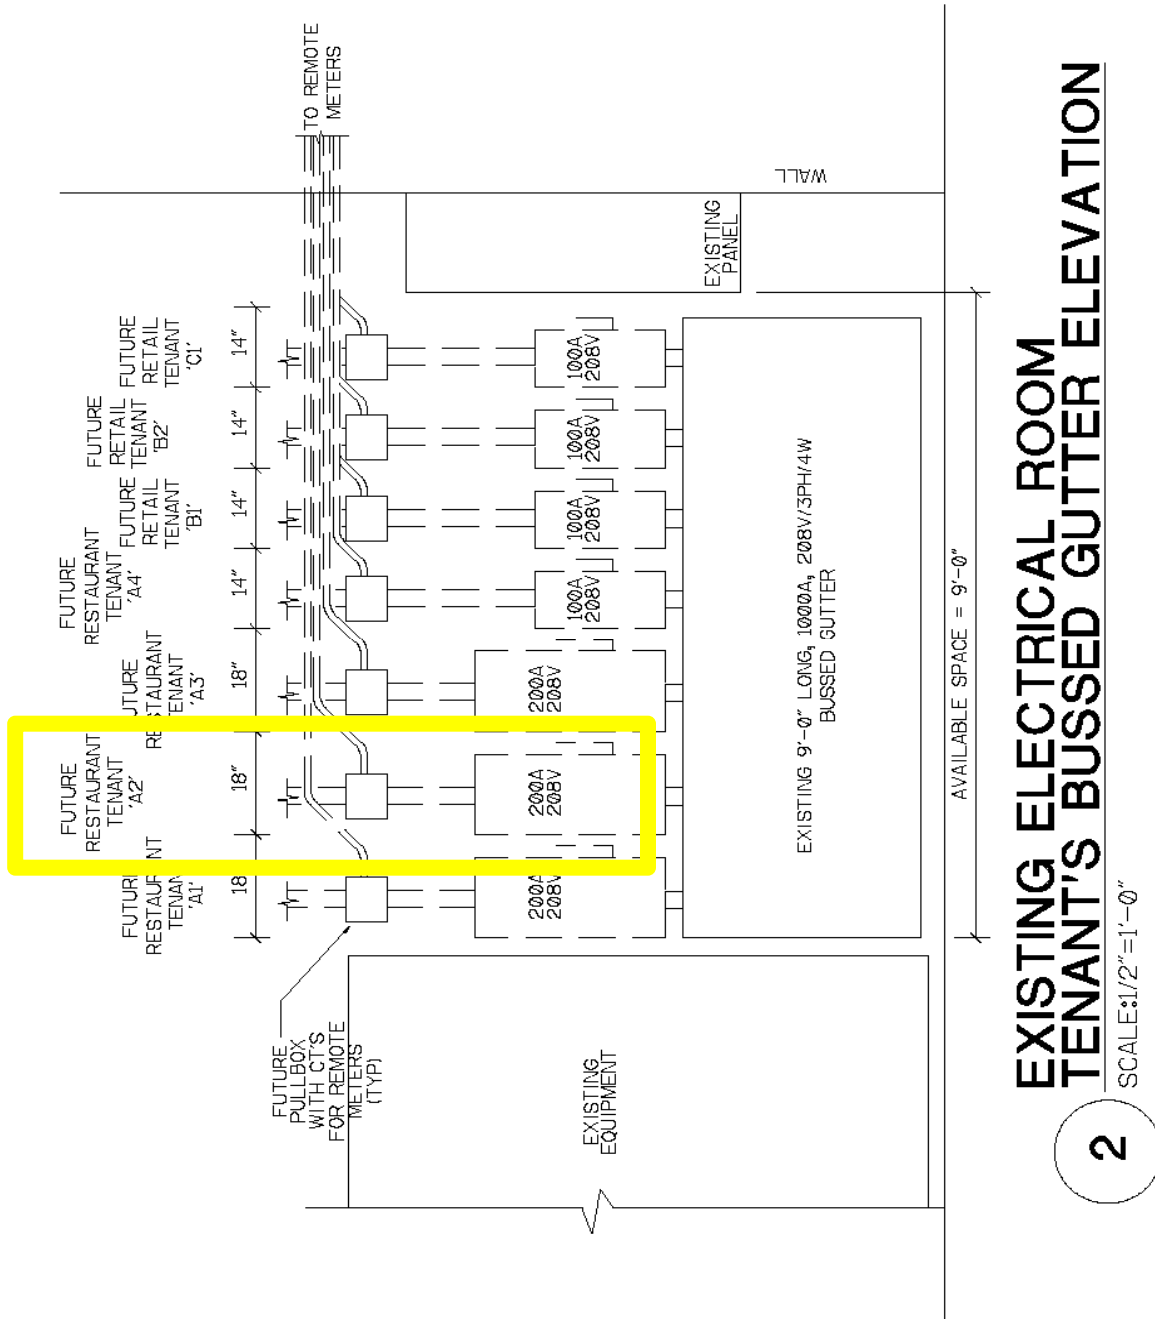 TO REMOTE
METERS
WALL
EXISTING
PANEL
FUTURE
RESTAURANT
TENANT
'A1'
FUTURE
RESTAURANT
TENANT
'A2'
FUTURE
RESTAURANT
TENANT
'A3'
FUTURE
RESTAURANT
TENANT
'A4'
FUTURE
RETAIL
TENANT
'B1'
FUTURE
RETAIL
TENANT
'B2'
FUTURE
RETAIL
TENANT
'C1'
18
18"
18"
14"
14"
14"
14"
FUTURE
PULLBOX
WITH CT'S
FOR REMOTE
METERS
(TYP)
200A
208V
200A
208V
200A
208V
100A
208V
100A
208V
100A
208V
100A
208V
EXISTING
EQUIPMENT
EXISTING 9'-0" LONG, 1000A, 208V/3PH/4W
BUSSED GUTTER
AVAILABLE SPACE = 9'-0"
2
EXISTING ELECTRICAL ROOM
TENANT'S BUSSED GUTTER ELEVATION
SCALE:1/2"=1'-0"